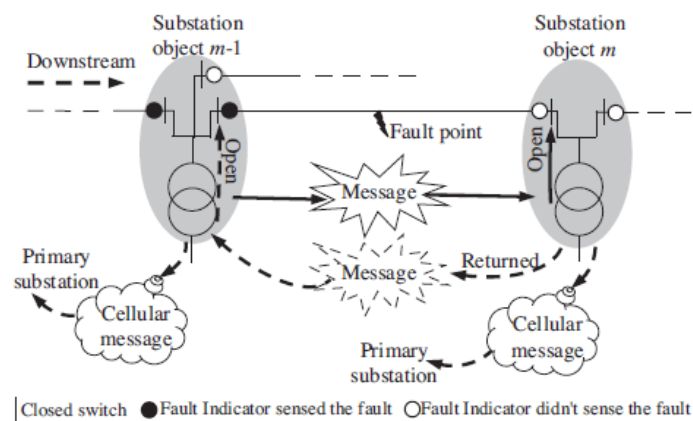 Substation
object m-1
Substation
object m
Downstream
Fault point
Open
Open
Message
Message
Returned
Primary
substation
Cellular
message
Cellular
message
Primary
substation
Closed switch Fault Indicator sensed the fault Fault Indicator didn't sense the fault